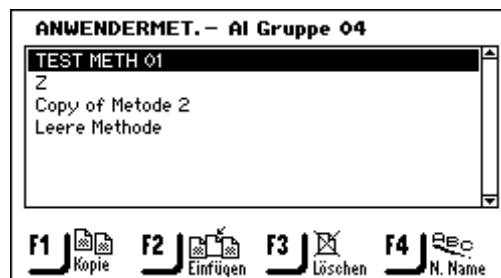 ANWENDERMET.- Al Gruppe 04
TEST METH 01
Z
Copy of Metode 2
Leere Methode
F1 Kopie F2 Einfügen F3 Löschen F4 N. Name